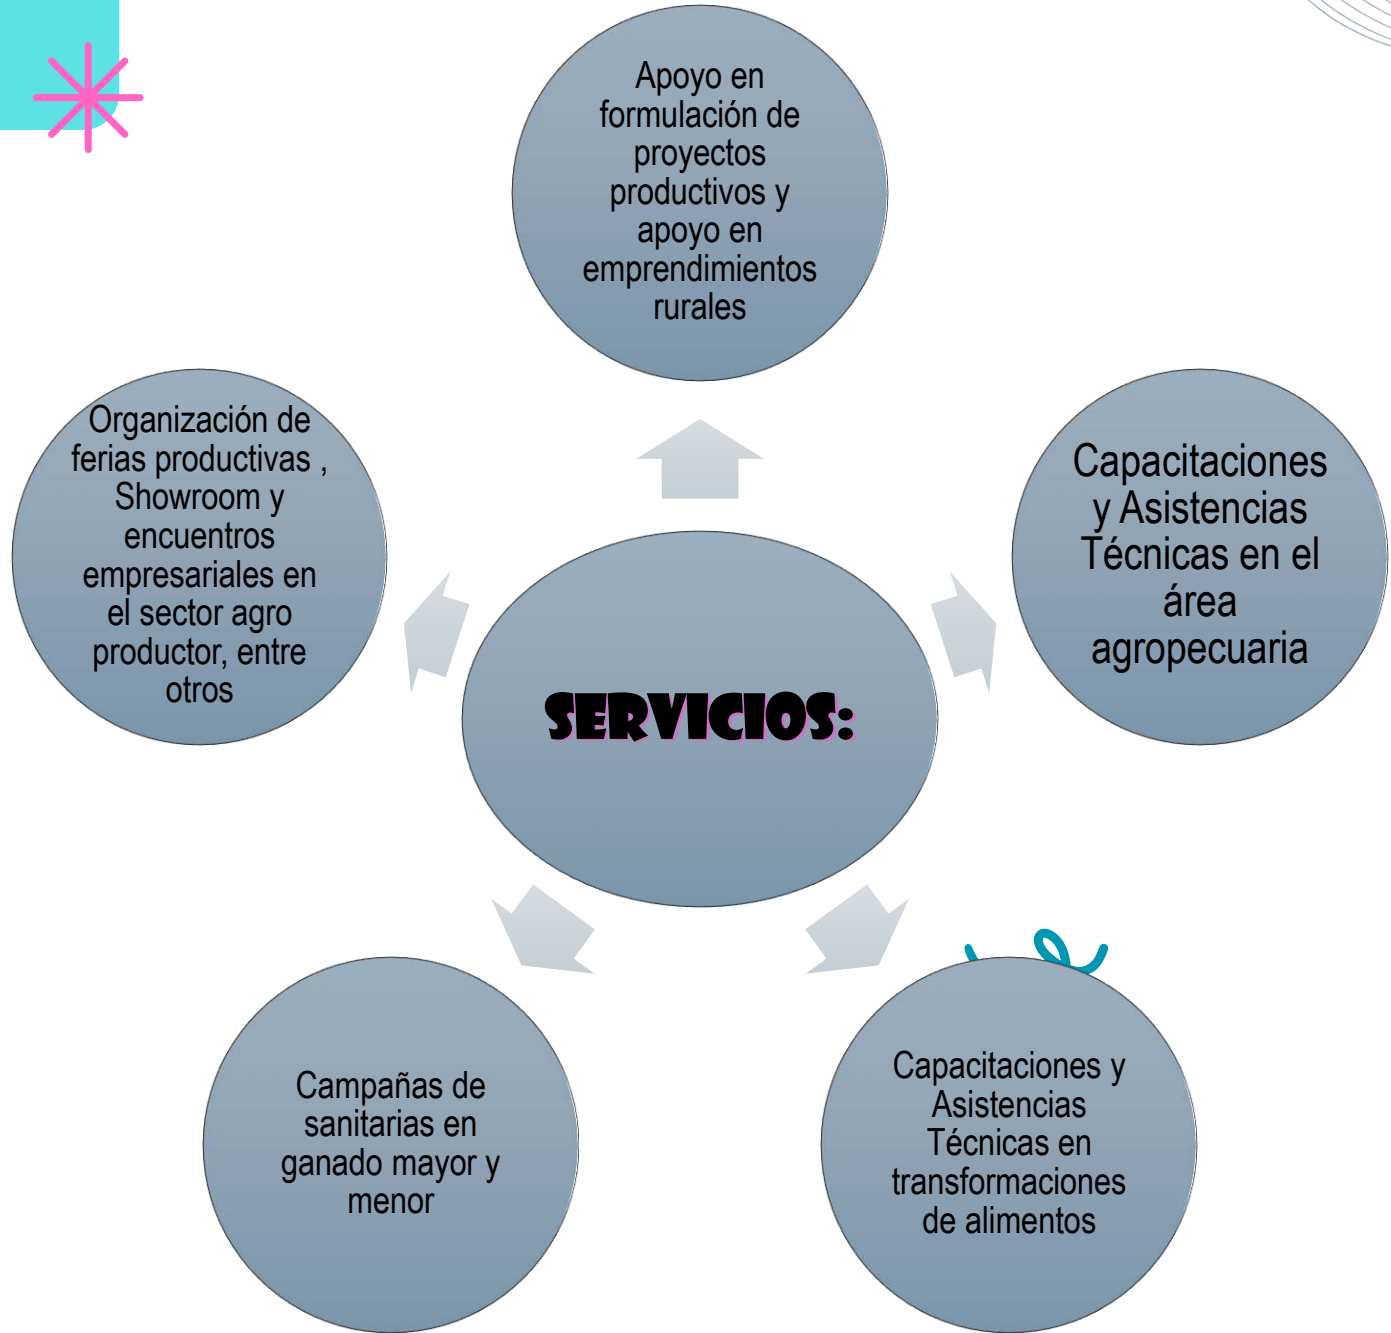 Apoyo en
formulación de
proyectos
productivos y
apoyo en
emprendimientos
rurales
Organización de
ferias productivas ,
Showroom y
encuentros
empresariales en
el sector agro
productor, entre
otros
Capacitaciones
y Asistencias
Técnicas en el
área
agropecuaria
SERVICIOS:
Campañas de
sanitarias en
ganado mayor y
menor
Capacitaciones y
Asistencias
Técnicas en
transformaciones
de alimentos